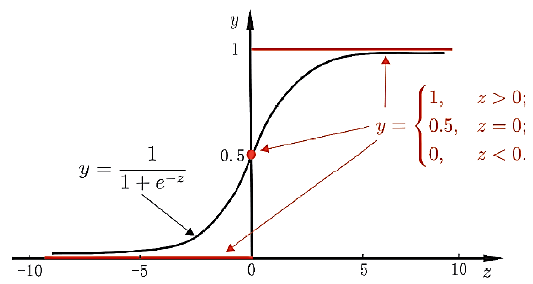 y
1
y = { 1, z > 0;
0.5, z = 0;
0, z < 0.
0.5
y = 1 / (1 + e^{-z})
-10 -5 0 5 10 z